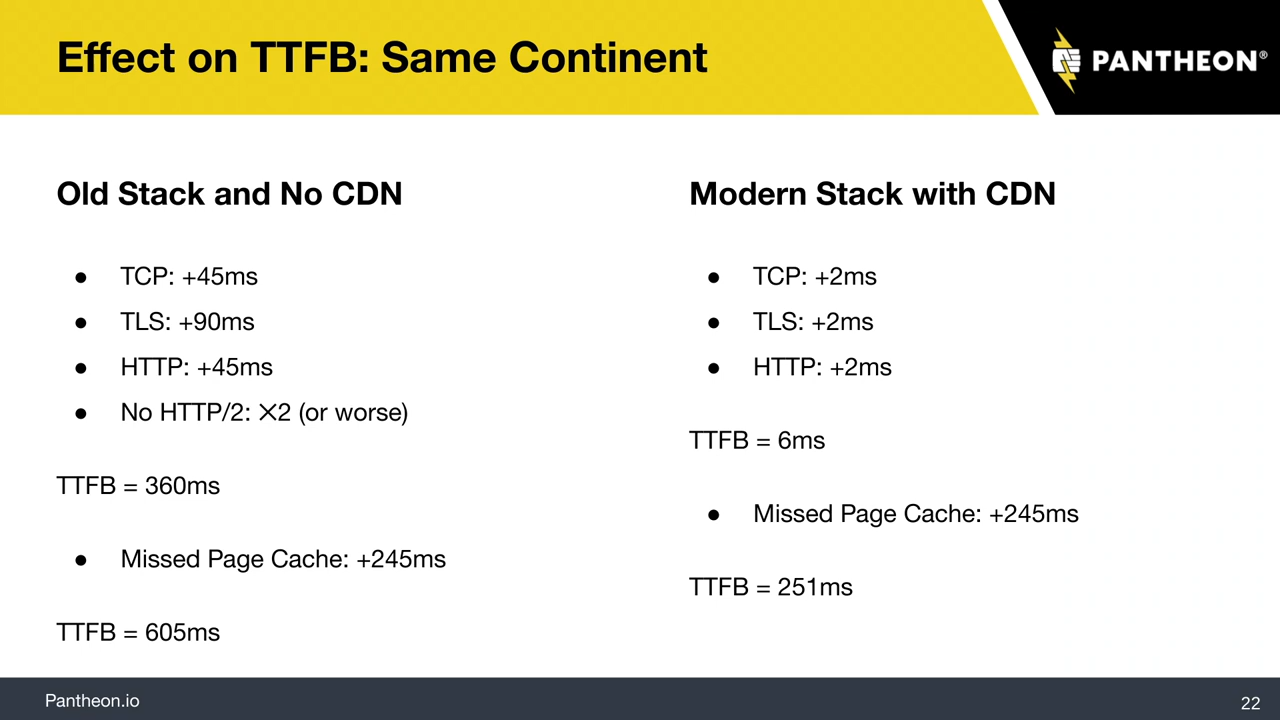 Effect on TTFB: Same Continent
PANTHEON®
Old Stack and No CDN
● TCP: +45ms
● TLS: +90ms
● HTTP: +45ms
● No HTTP/2: ✕2 (or worse)
TTFB = 360ms
● Missed Page Cache: +245ms
TTFB = 605ms
Modern Stack with CDN
● TCP: +2ms
● TLS: +2ms
● HTTP: +2ms
TTFB = 6ms
● Missed Page Cache: +245ms
TTFB = 251ms
Pantheon.io
22